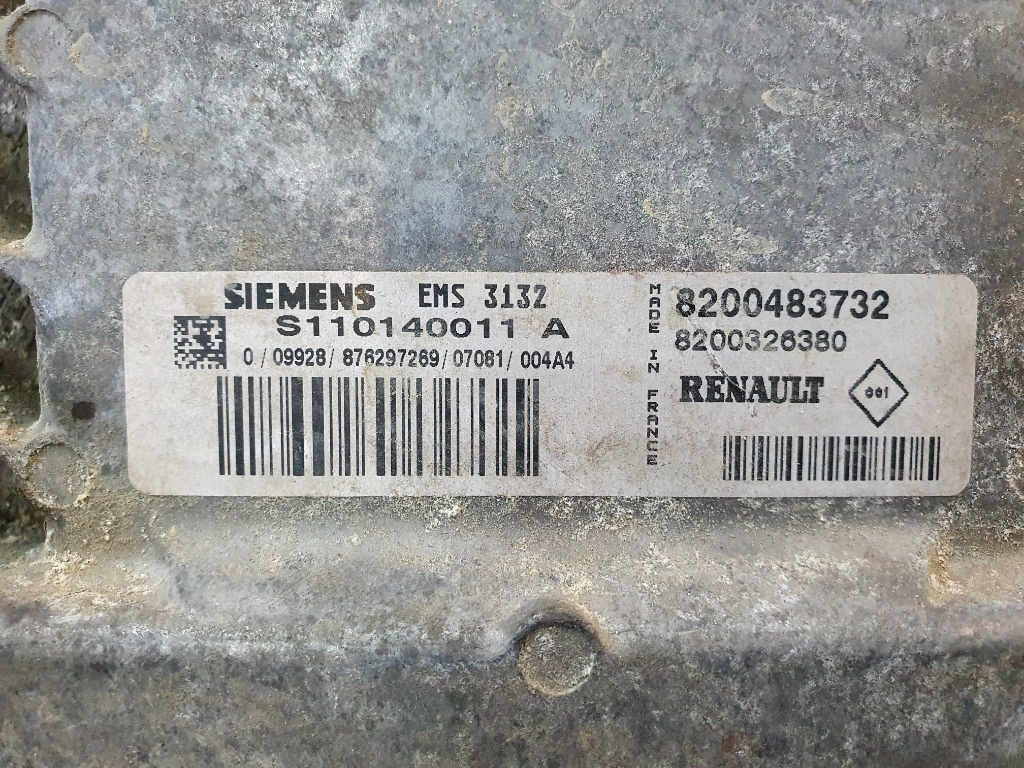 SIEMENS EMS 3132
S110140011 A
0 / 09928 / 876297269 / 07081 / 004A4
MADE IN FRANCE
8200483732
8200326380
RENAULT
001